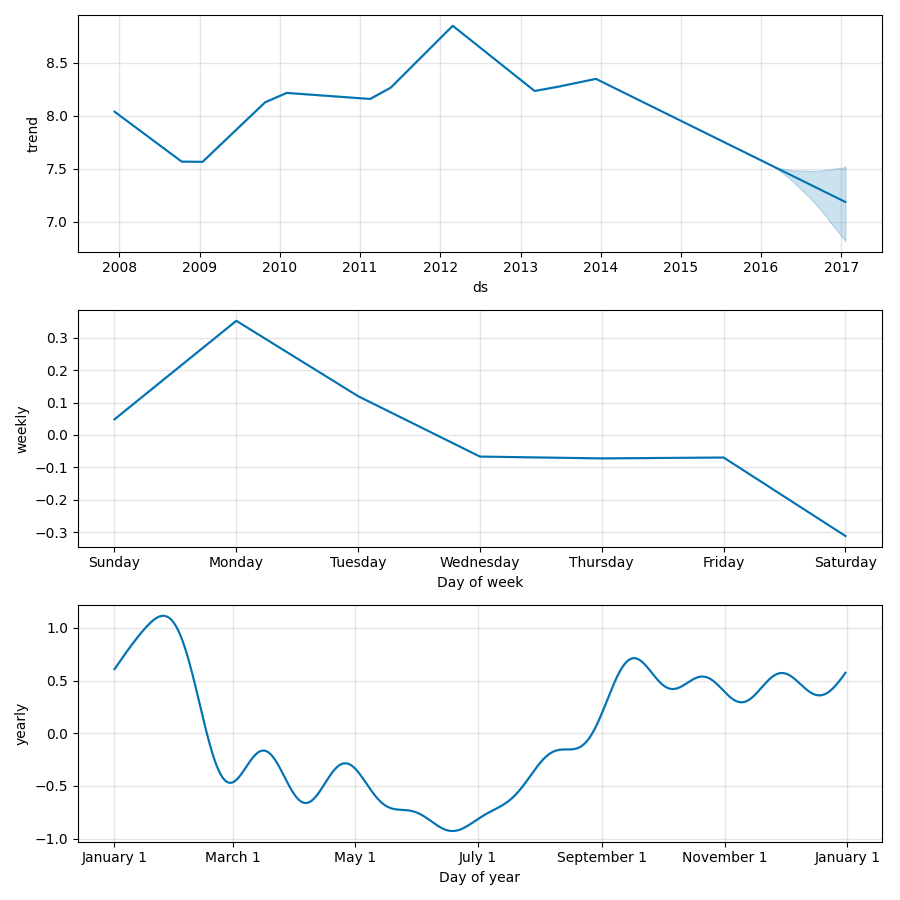 8.5
8.0
7.5
7.0
trend
2008 2009 2010 2011 2012 2013 2014 2015 2016 2017
ds
0.3
0.2
0.1
0.0
−0.1
−0.2
−0.3
weekly
Sunday Monday Tuesday Wednesday Thursday Friday Saturday
Day of week
1.0
0.5
0.0
−0.5
−1.0
yearly
January 1 March 1 May 1 July 1 September 1 November 1 January 1
Day of year